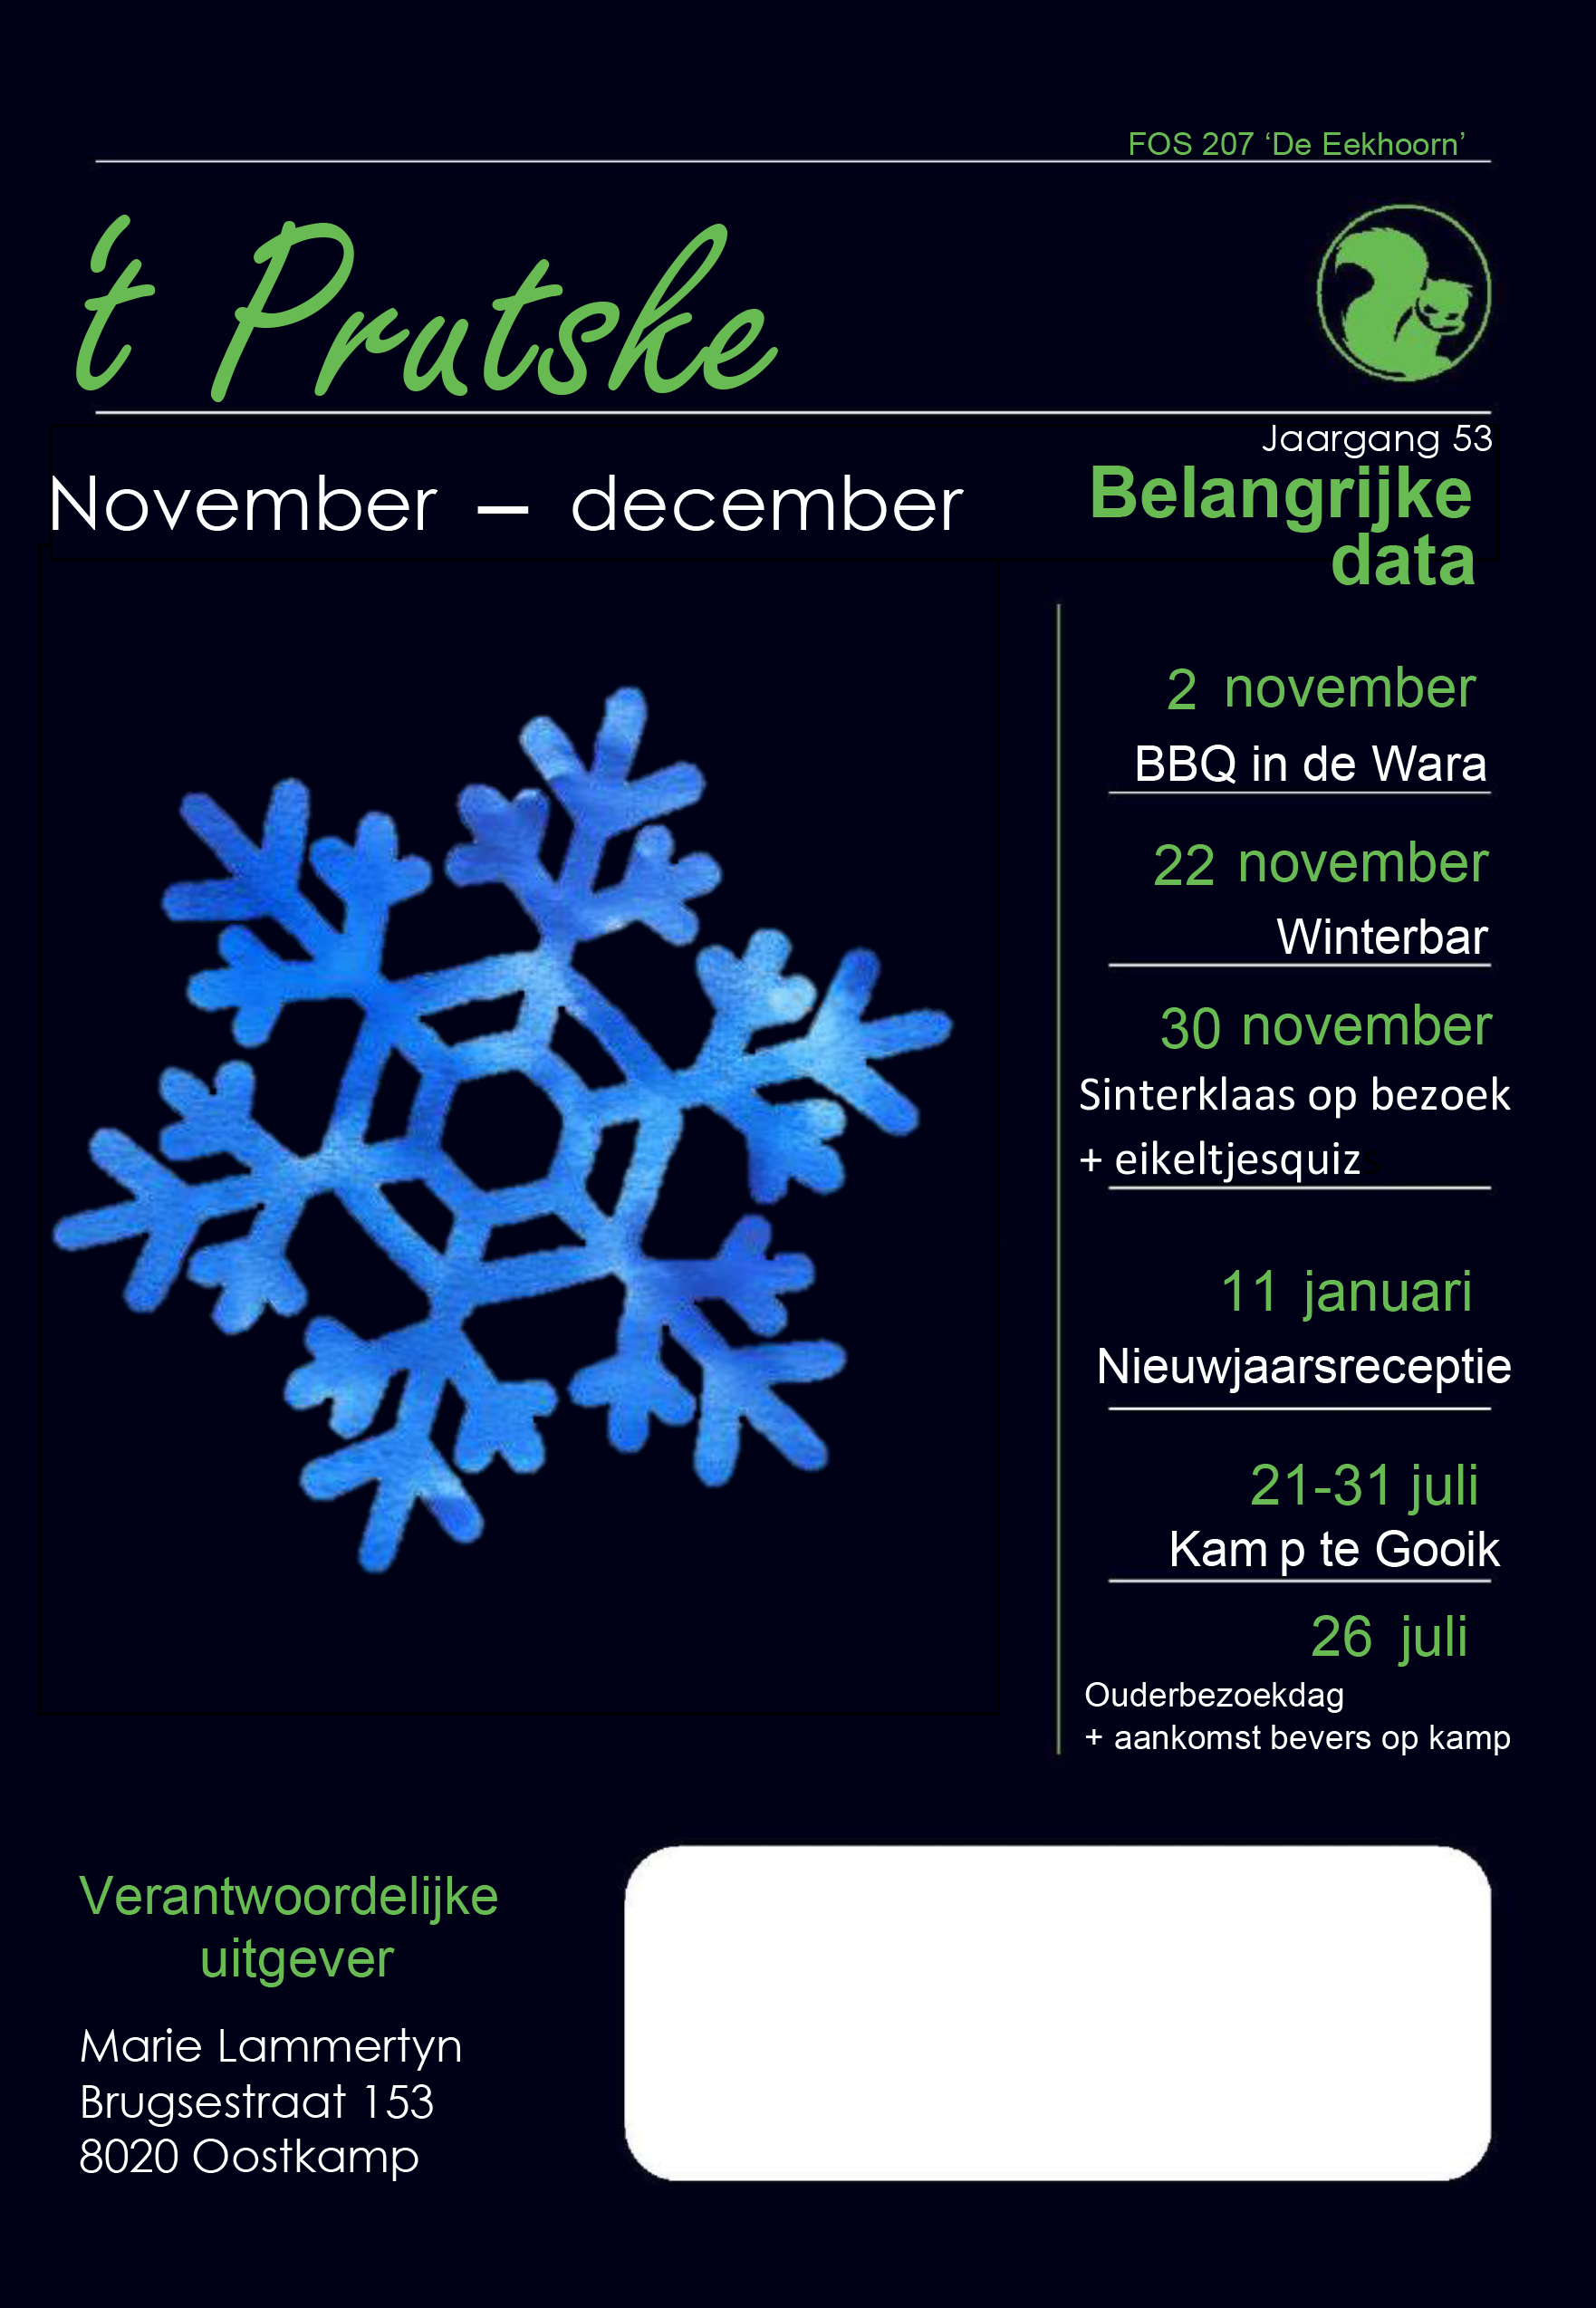 FOS 207 ‘De Eekhoorn’
't Prutske
Jaargang 53
November – december
Belangrijke
data
2 november
BBQ in de Wara
22 november
Winterbar
30 november
Sinterklaas op bezoek
+ eikeltjesquiz
11 januari
Nieuwjaarsreceptie
21-31 juli
Kam p te Gooik
26 juli
Ouderbezoekdag
+ aankomst bevers op kamp
Verantwoordelijke
uitgever
Marie Lammertyn
Brugsestraat 153
8020 Oostkamp